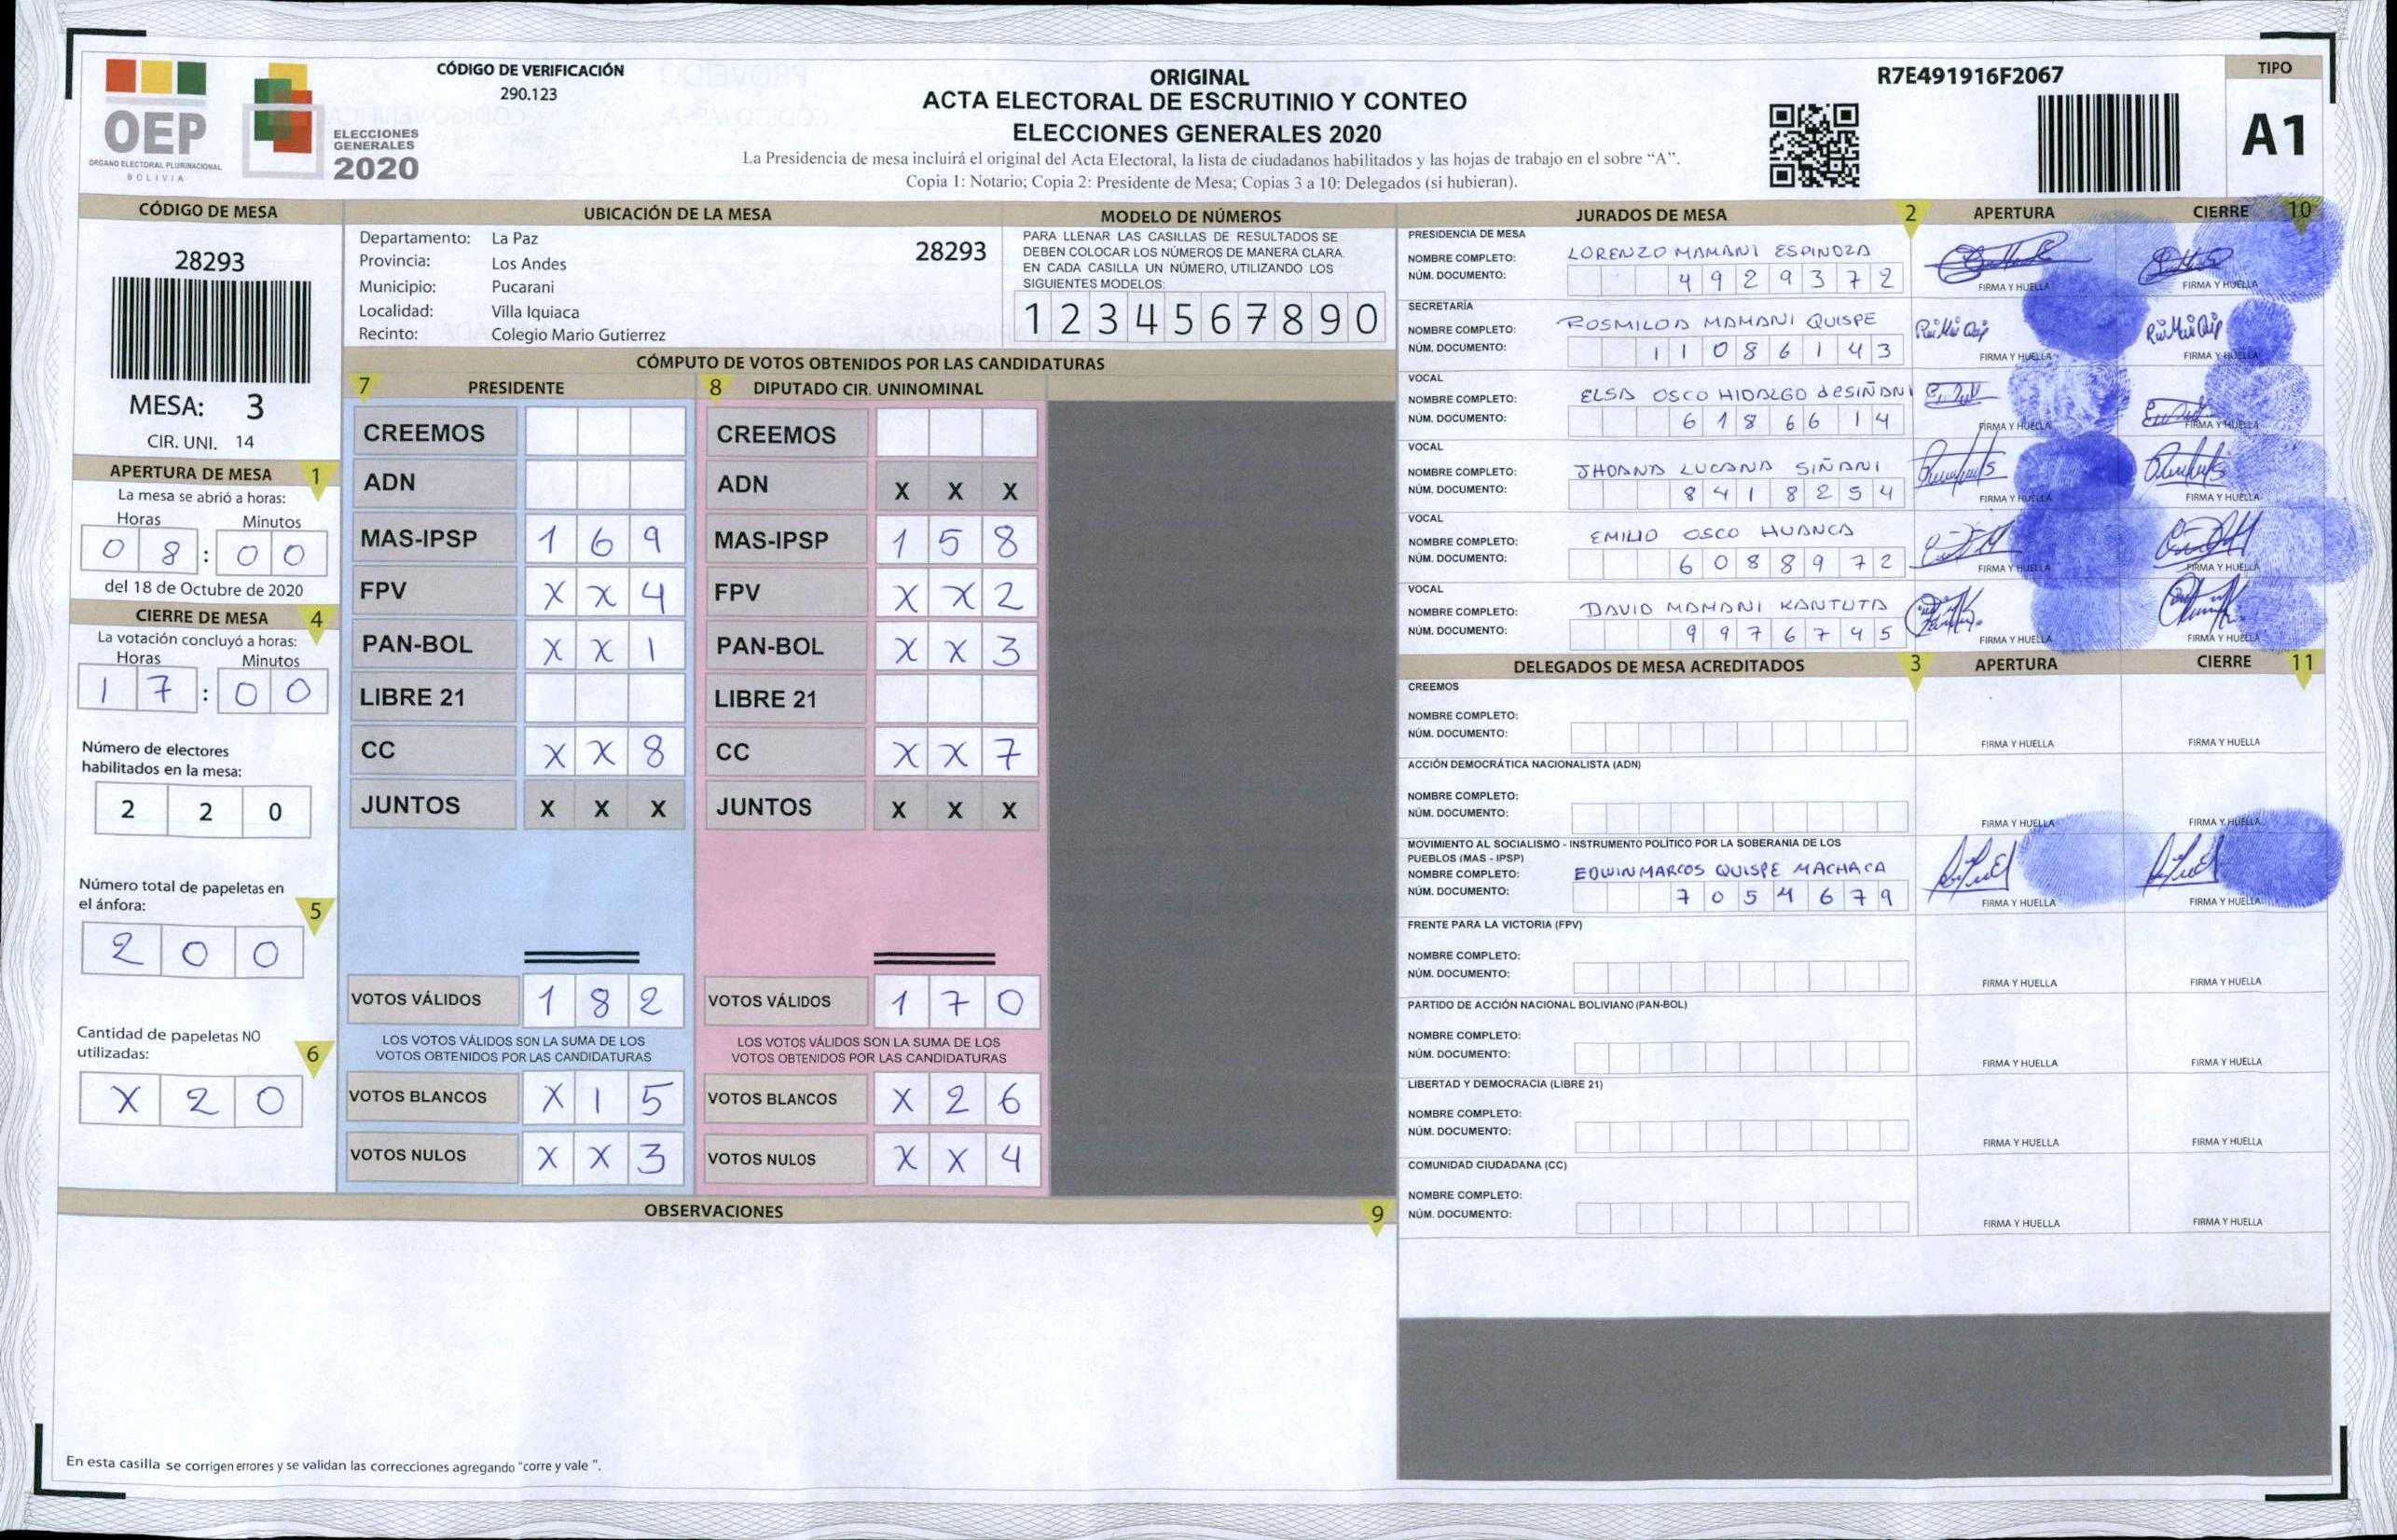 OEP
ORGANO ELECTORAL PLURINACIONAL
BOLIVIA
ELECCIONES
GENERALES
2020
CÓDIGO DE VERIFICACIÓN
290.123
ORIGINAL
ACTA ELECTORAL DE ESCRUTINIO Y CONTEO
ELECCIONES GENERALES 2020
La Presidencia de mesa incluirá el original del Acta Electoral, la lista de ciudadanos habilitados y las hojas de trabajo en el sobre “A”.
Copia 1: Notario; Copia 2: Presidente de Mesa; Copias 3 a 10: Delegados (si hubieran).
R7E491916F2067
TIPO
A1
CÓDIGO DE MESA
28293
MESA: 3
CIR. UNI. 14
APERTURA DE MESA 1
La mesa se abrió a horas:
Horas Minutos
0 8 : 0 0
del 18 de Octubre de 2020
CIERRE DE MESA 4
La votación concluyó a horas:
Horas Minutos
1 7 : 0 0
Número de electores
habilitados en la mesa:
2 2 0
Número total de papeletas en
el ánfora: 5
2 0 0
Cantidad de papeletas NO
utilizadas: 6
X 2 0
UBICACIÓN DE LA MESA
Departamento: La Paz 28293
Provincia: Los Andes
Municipio: Pucarani
Localidad: Villa Iquiaca
Recinto: Colegio Mario Gutierrez
MODELO DE NÚMEROS
PARA LLENAR LAS CASILLAS DE RESULTADOS SE
DEBEN COLOCAR LOS NÚMEROS DE MANERA CLARA.
EN CADA CASILLA UN NÚMERO, UTILIZANDO LOS
SIGUIENTES MODELOS:
1 2 3 4 5 6 7 8 9 0
CÓMPUTO DE VOTOS OBTENIDOS POR LAS CANDIDATURAS
7 PRESIDENTE
CREEMOS
ADN
MAS-IPSP 1 6 9
FPV X X 4
PAN-BOL X X 1
LIBRE 21
CC X X 8
JUNTOS X X X
VOTOS VÁLIDOS 1 8 2
LOS VOTOS VÁLIDOS SON LA SUMA DE LOS
VOTOS OBTENIDOS POR LAS CANDIDATURAS
VOTOS BLANCOS X 1 5
VOTOS NULOS X X 3
8 DIPUTADO CIR. UNINOMINAL
CREEMOS
ADN X X X
MAS-IPSP 1 5 8
FPV X X 2
PAN-BOL X X 3
LIBRE 21
CC X X 7
JUNTOS X X X
VOTOS VÁLIDOS 1 7 0
LOS VOTOS VÁLIDOS SON LA SUMA DE LOS
VOTOS OBTENIDOS POR LAS CANDIDATURAS
VOTOS BLANCOS X 2 6
VOTOS NULOS X X 4
OBSERVACIONES 9
En esta casilla se corrigen errores y se validan las correcciones agregando “corre y vale ”.
JURADOS DE MESA 2 APERTURA CIERRE 10
PRESIDENCIA DE MESA
NOMBRE COMPLETO: LORENZO MAMANI ESPINOZA
NÚM. DOCUMENTO: 4 9 2 9 3 7 2
FIRMA Y HUELLA FIRMA Y HUELLA
SECRETARÍA
NOMBRE COMPLETO: ROSMILDA MAMANI QUISPE
NÚM. DOCUMENTO: 1 1 0 8 6 1 4 3
FIRMA Y HUELLA FIRMA Y HUELLA
VOCAL
NOMBRE COMPLETO: ELSA OSCO HIDALGO deSIÑANI
NÚM. DOCUMENTO: 6 1 8 6 6 1 4
FIRMA Y HUELLA FIRMA Y HUELLA
VOCAL
NOMBRE COMPLETO: JHOANA LUCANA SIÑANI
NÚM. DOCUMENTO: 8 4 1 8 2 5 4
FIRMA Y HUELLA FIRMA Y HUELLA
VOCAL
NOMBRE COMPLETO: EMILIO OSCO HUANCA
NÚM. DOCUMENTO: 6 0 8 8 9 7 2
FIRMA Y HUELLA FIRMA Y HUELLA
VOCAL
NOMBRE COMPLETO: DAVID MAMANI KANTUTA
NÚM. DOCUMENTO: 9 9 7 6 7 4 5
FIRMA Y HUELLA FIRMA Y HUELLA
DELEGADOS DE MESA ACREDITADOS 3 APERTURA CIERRE 11
CREEMOS
NOMBRE COMPLETO:
NÚM. DOCUMENTO:
FIRMA Y HUELLA FIRMA Y HUELLA
ACCIÓN DEMOCRÁTICA NACIONALISTA (ADN)
NOMBRE COMPLETO:
NÚM. DOCUMENTO:
FIRMA Y HUELLA FIRMA Y HUELLA
MOVIMIENTO AL SOCIALISMO - INSTRUMENTO POLÍTICO POR LA SOBERANIA DE LOS
PUEBLOS (MAS - IPSP)
NOMBRE COMPLETO: EDWIN MARCOS QUISPE MACHACA
NÚM. DOCUMENTO: 7 0 5 4 6 7 9
FIRMA Y HUELLA FIRMA Y HUELLA
FRENTE PARA LA VICTORIA (FPV)
NOMBRE COMPLETO:
NÚM. DOCUMENTO:
FIRMA Y HUELLA FIRMA Y HUELLA
PARTIDO DE ACCIÓN NACIONAL BOLIVIANO (PAN-BOL)
NOMBRE COMPLETO:
NÚM. DOCUMENTO:
FIRMA Y HUELLA FIRMA Y HUELLA
LIBERTAD Y DEMOCRACIA (LIBRE 21)
NOMBRE COMPLETO:
NÚM. DOCUMENTO:
FIRMA Y HUELLA FIRMA Y HUELLA
COMUNIDAD CIUDADANA (CC)
NOMBRE COMPLETO:
NÚM. DOCUMENTO:
FIRMA Y HUELLA FIRMA Y HUELLA